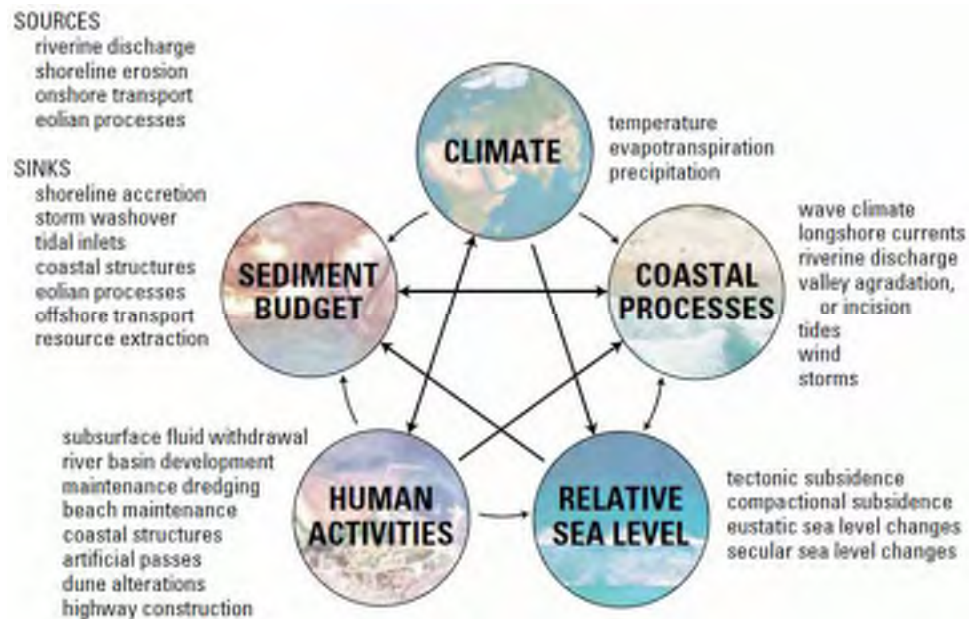 SOURCES
riverine discharge
shoreline erosion
onshore transport
eolian processes
SINKS
shoreline accretion
storm washover
tidal inlets
coastal structures
eolian processes
offshore transport
resource extraction
CLIMATE
temperature
evapotranspiration
precipitation
SEDIMENT
BUDGET
COASTAL
PROCESSES
wave climate
longshore currents
riverine discharge
valley agradation,
or incision
tides
wind
storms
subsurface fluid withdrawal
river basin development
maintenance dredging
beach maintenance
coastal structures
artificial passes
dune alterations
highway construction
HUMAN
ACTIVITIES
RELATIVE
SEA LEVEL
tectonic subsidence
compactional subsidence
eustatic sea level changes
secular sea level changes